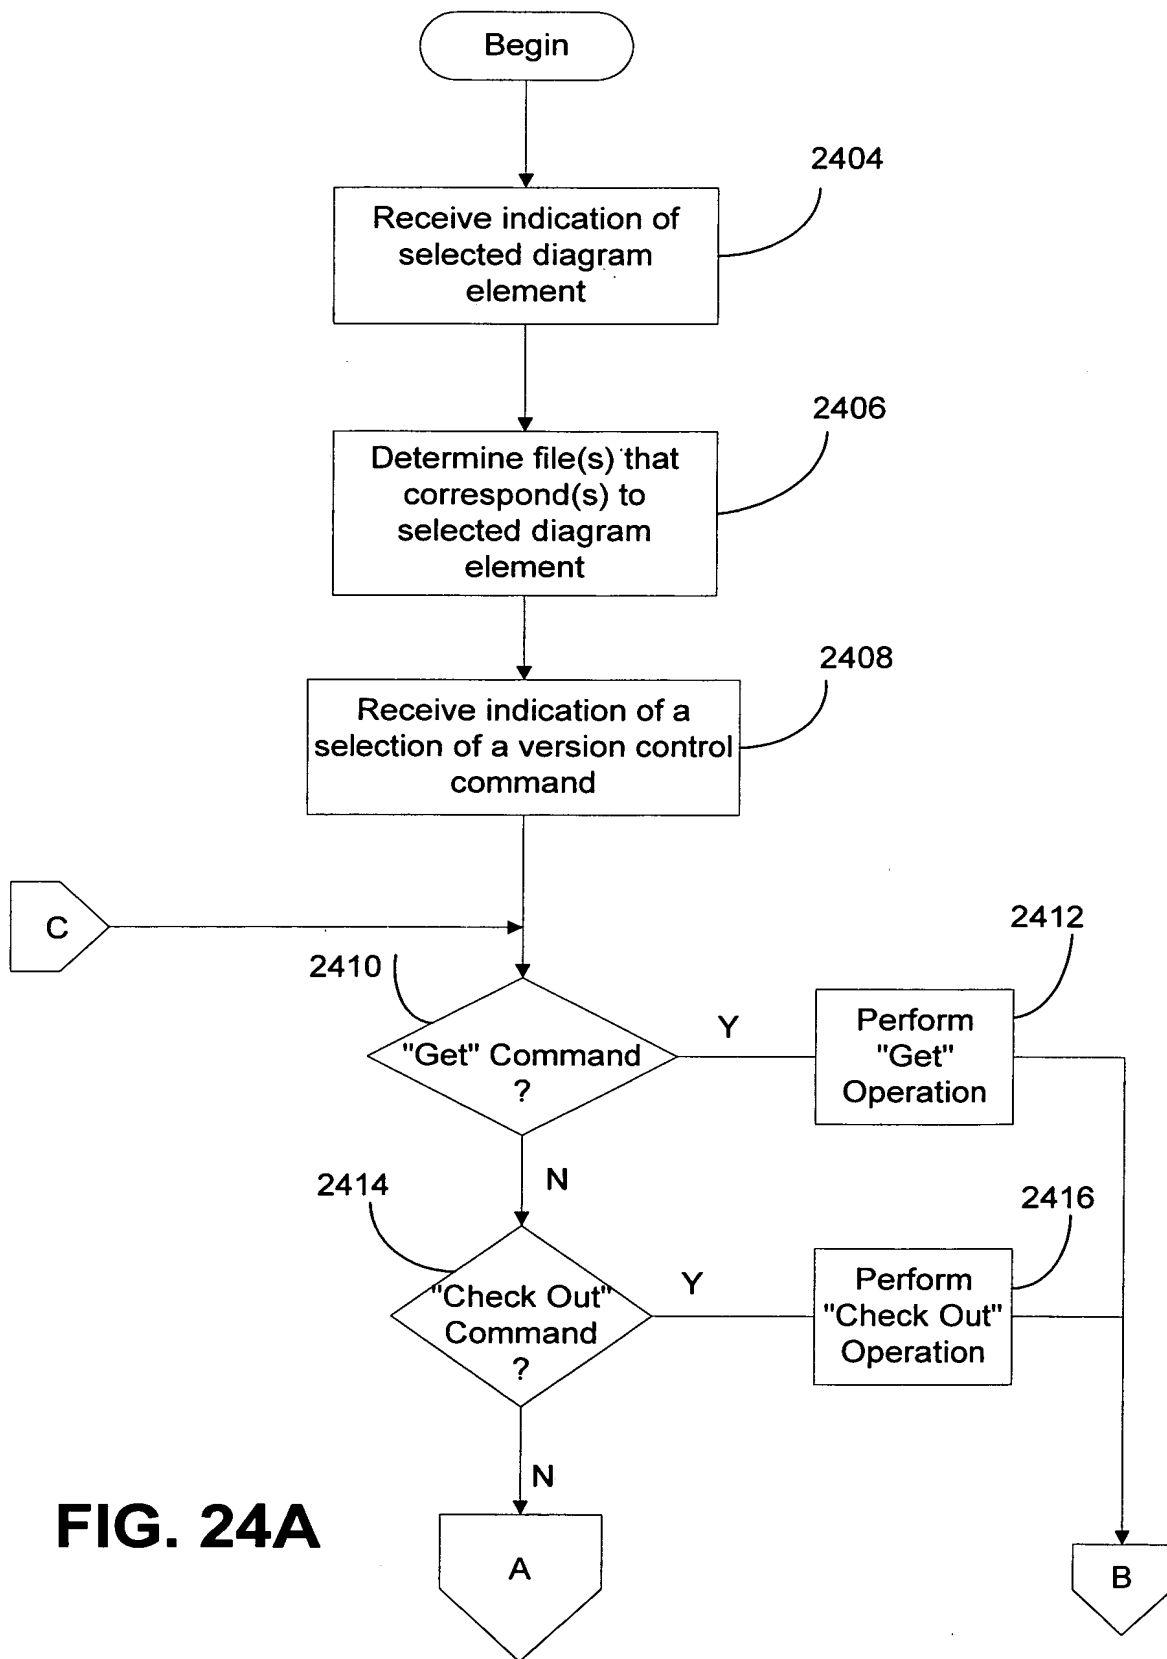 Begin
2404
Receive indication of
selected diagram
element
2406
Determine file(s) that
correspond(s) to
selected diagram
element
2408
Receive indication of a
selection of a version control
command
C
2410
2412
"Get" Command
?
Y
Perform
"Get"
Operation
N
2414
2416
"Check Out"
Command
?
Y
Perform
"Check Out"
Operation
N
FIG. 24A
A
B